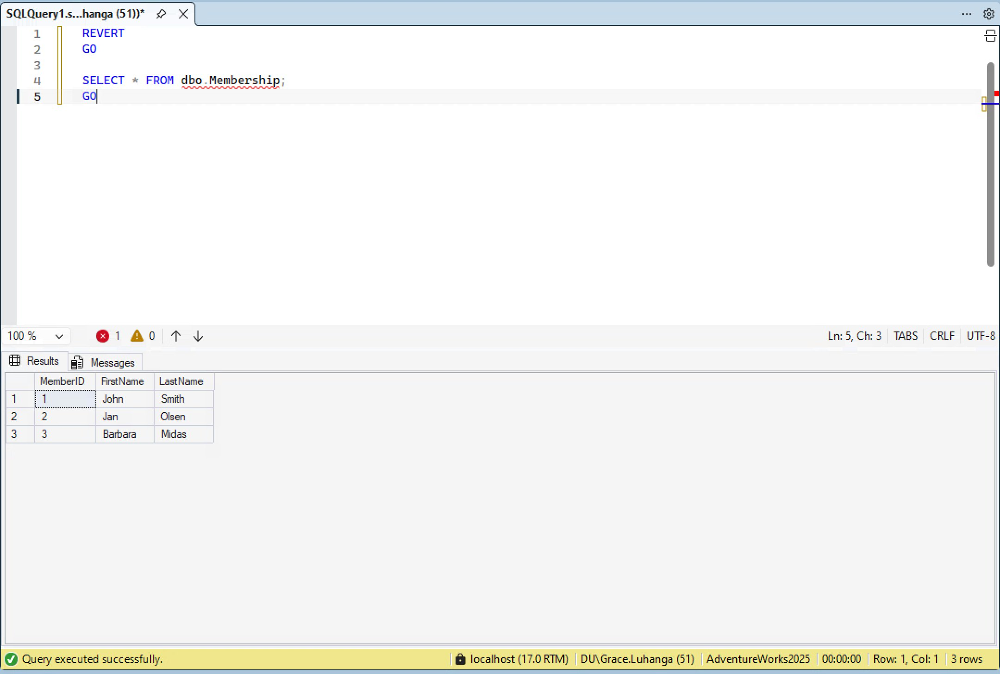 SQLQuery1.s...hanga (51))*
1 REVERT
2 GO
3
4 SELECT * FROM dbo.Membership;
5 GO
100 % 1 0 Ln: 5, Ch: 3 TABS CRLF UTF-8
Results Messages
MemberID FirstName LastName
1 1 John Smith
2 2 Jan Olsen
3 3 Barbara Midas
Query executed successfully. localhost (17.0 RTM) DU\Grace.Luhanga (51) AdventureWorks2025 00:00:00 Row: 1, Col: 1 3 rows